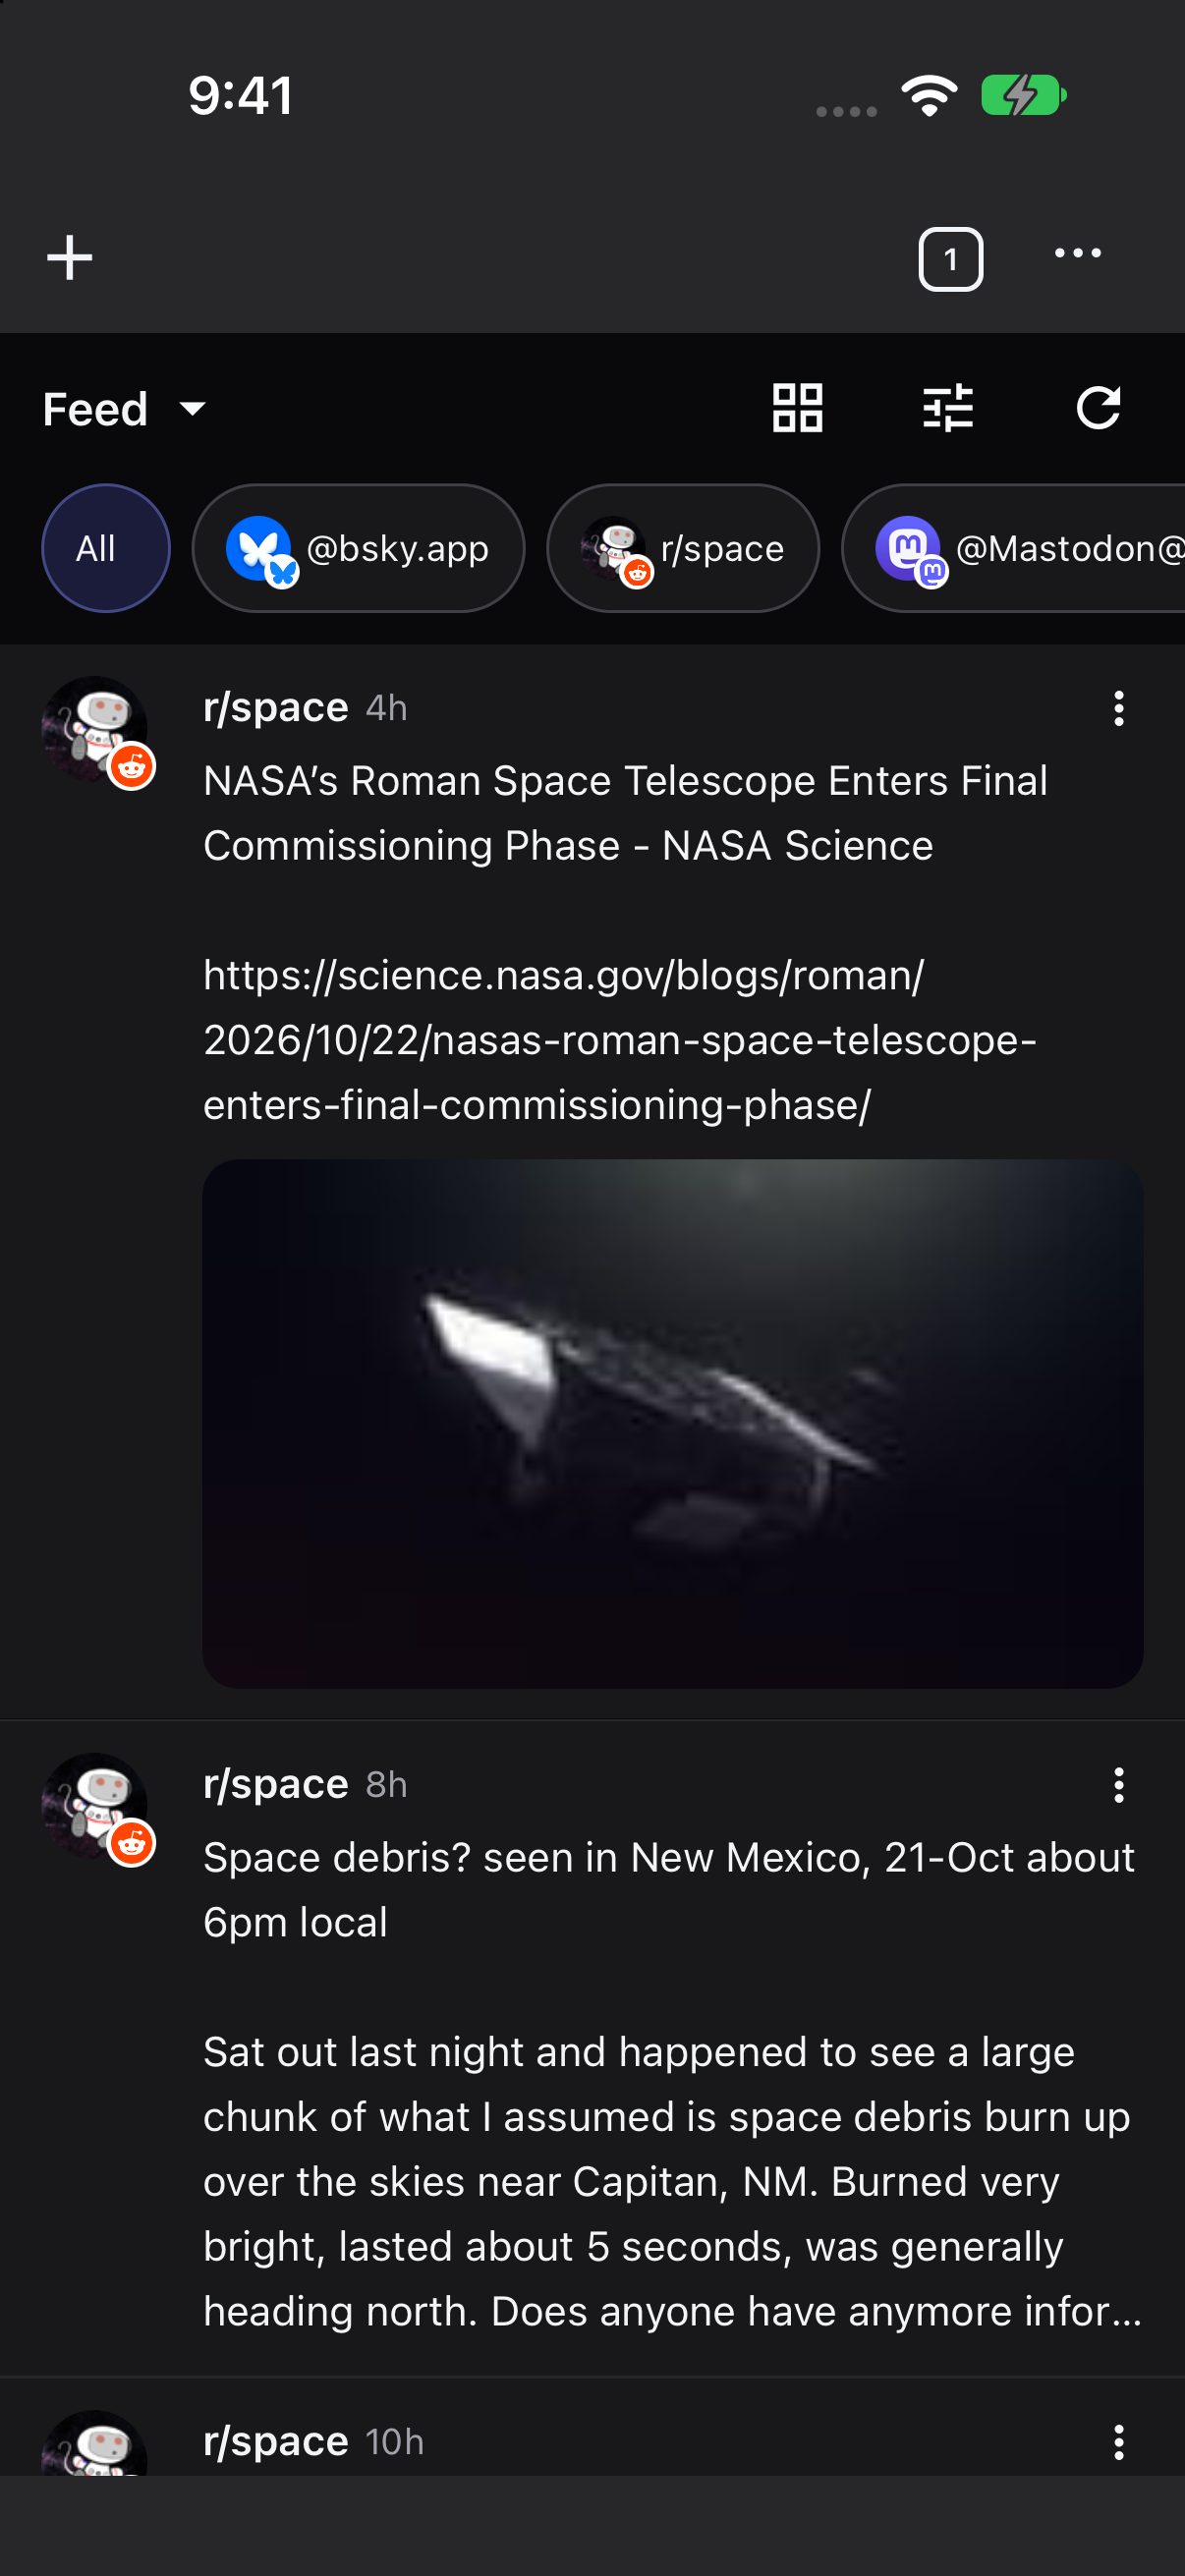 9:41
1
Feed
All
@bsky.app
r/space
@Mastodon@
r/space 4h
NASA’s Roman Space Telescope Enters Final
Commissioning Phase - NASA Science
https://science.nasa.gov/blogs/roman/
2026/10/22/nasas-roman-space-telescope-
enters-final-commissioning-phase/
r/space 8h
Space debris? seen in New Mexico, 21-Oct about
6pm local
Sat out last night and happened to see a large
chunk of what I assumed is space debris burn up
over the skies near Capitan, NM. Burned very
bright, lasted about 5 seconds, was generally
heading north. Does anyone have anymore infor...
r/space 10h